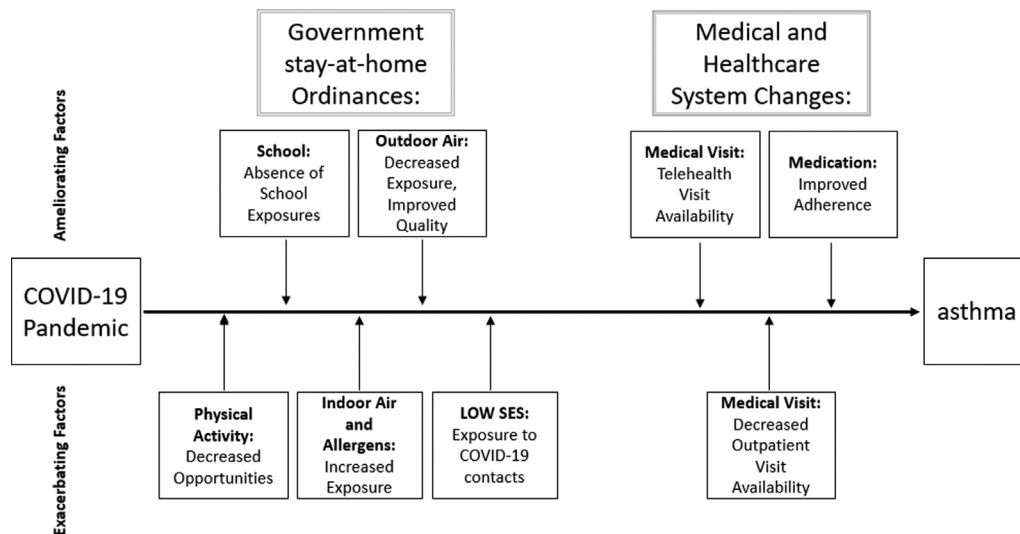 Government
stay-at-home
Ordinances:
Medical and
Healthcare
System Changes:
Ameliorating Factors
School:
Absence of
School
Exposures
Outdoor Air:
Decreased
Exposure,
Improved
Quality
Medical Visit:
Telehealth
Visit
Availability
Medication:
Improved
Adherence
COVID-19
Pandemic
asthma
Exacerbating Factors
Physical
Activity:
Decreased
Opportunities
Indoor Air
and
Allergens:
Increased
Exposure
LOW SES:
Exposure to
COVID-19
contacts
Medical Visit:
Decreased
Outpatient
Visit
Availability